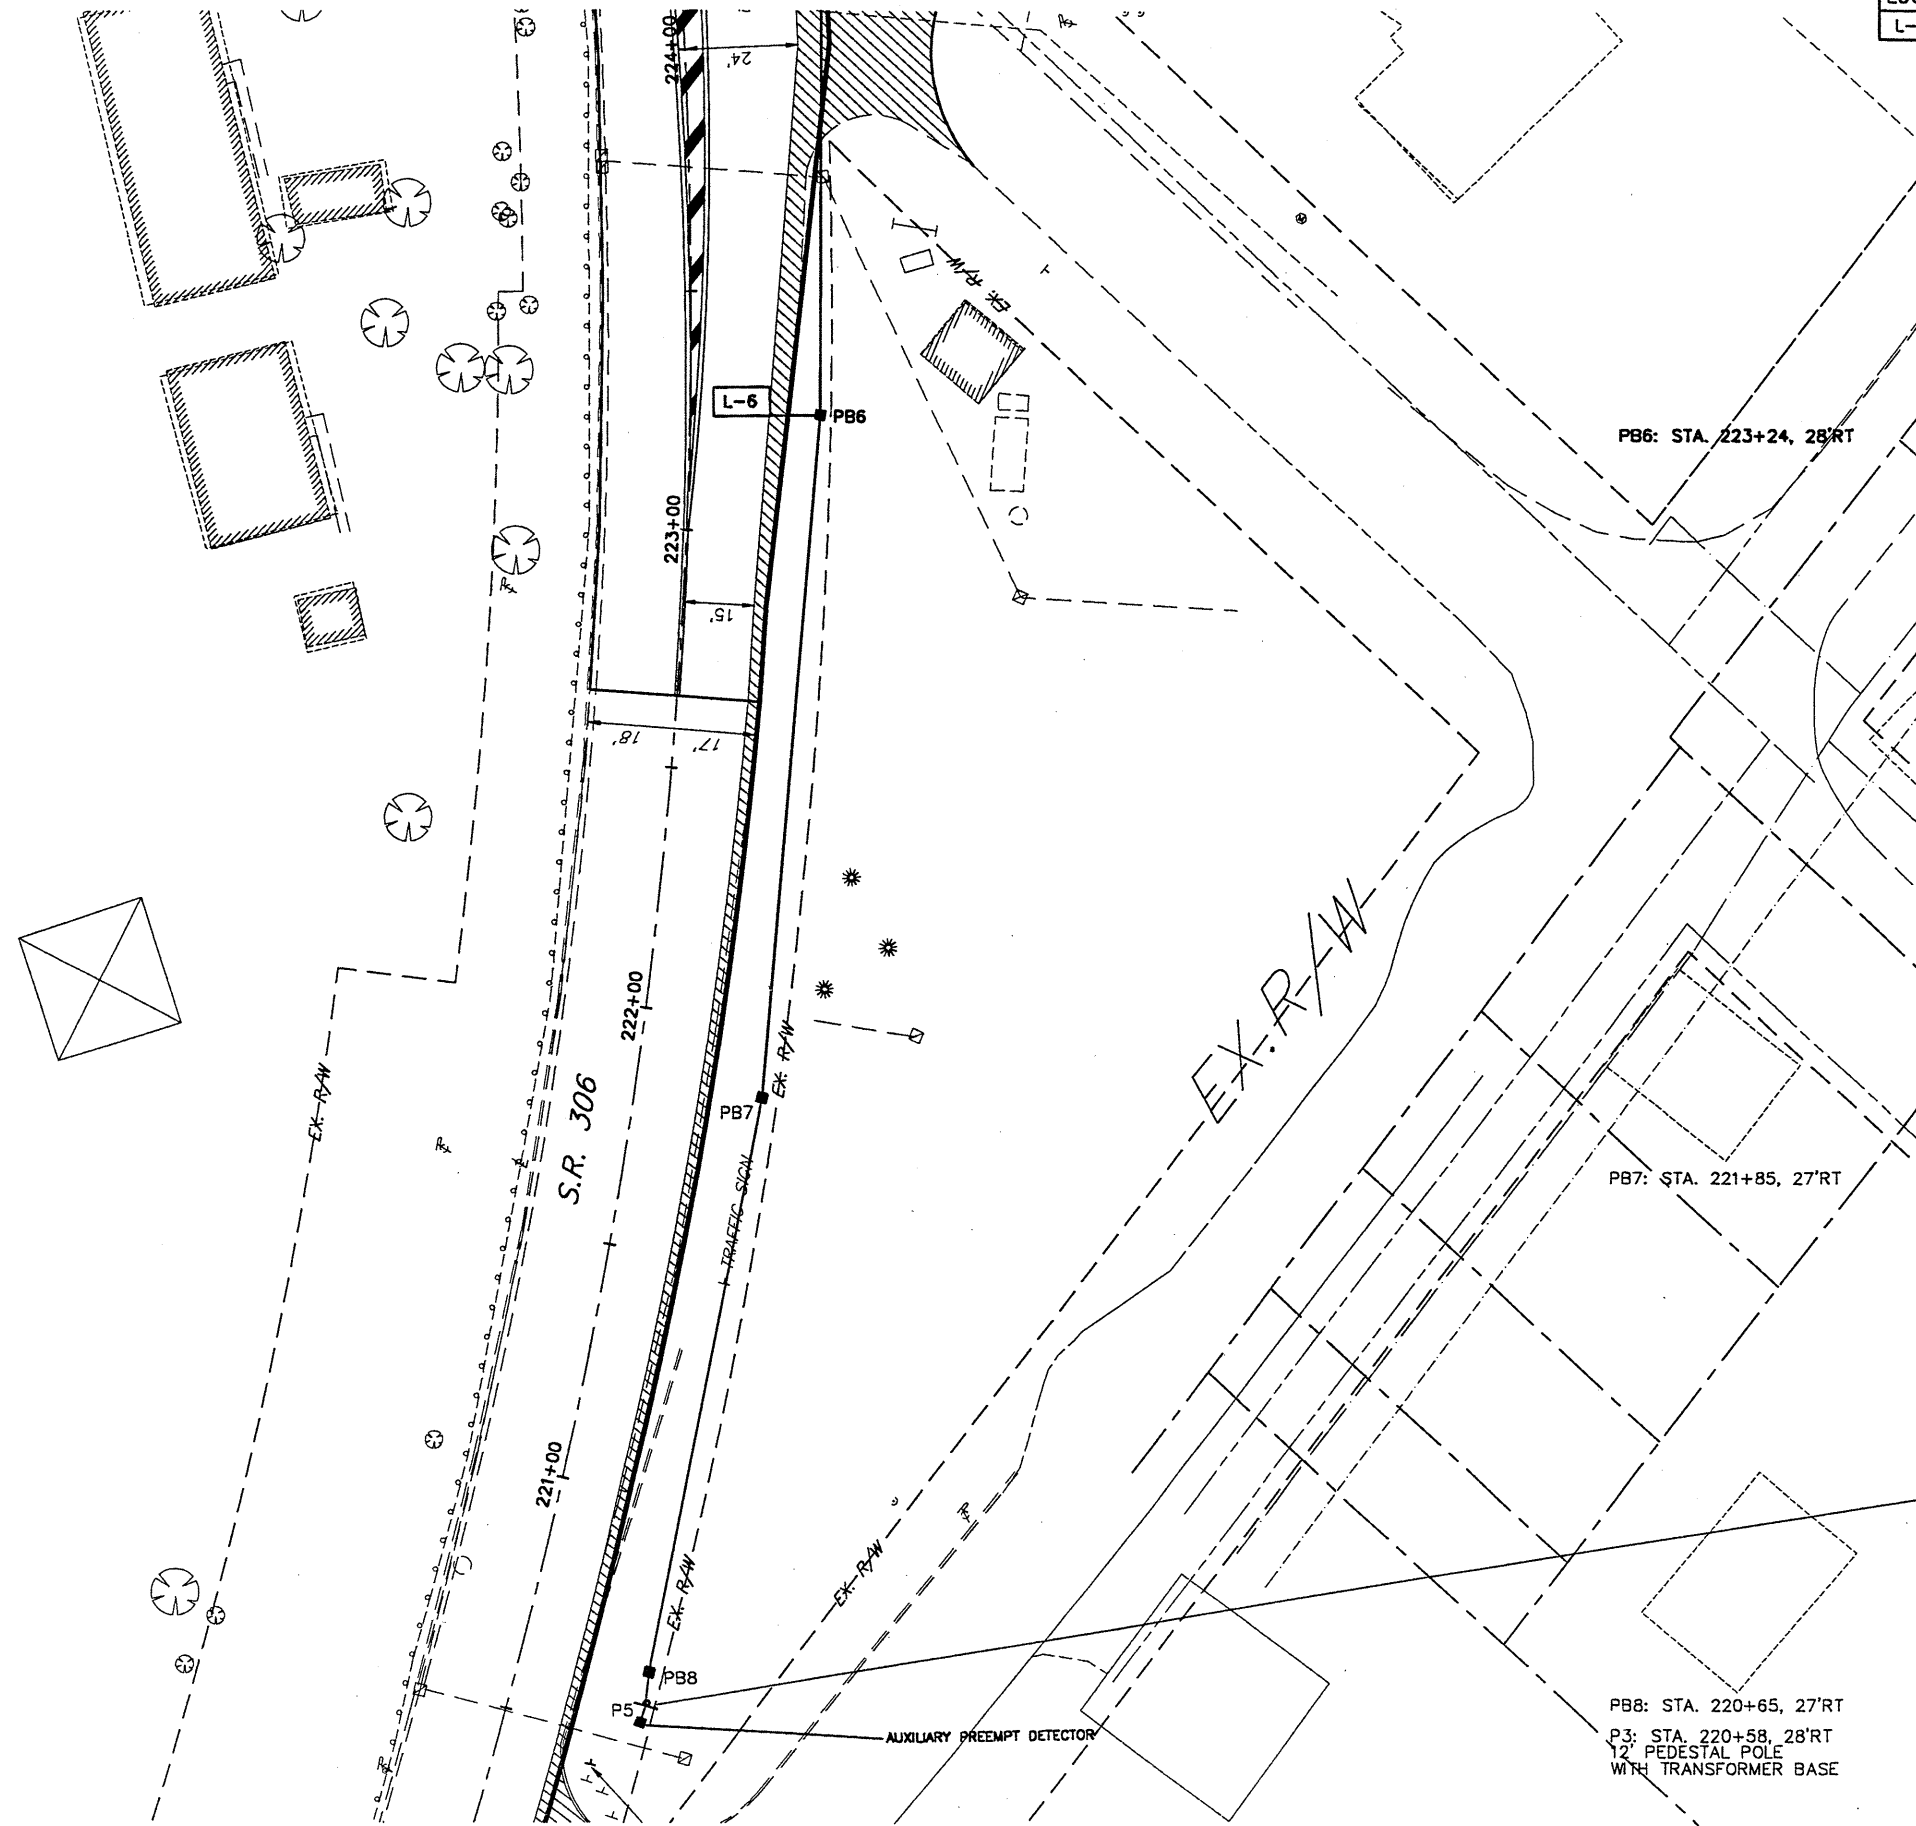 L-
224+00
24'
EX. R/W
L-6
PB6
PB6: STA. 223+24, 28'RT
223+00
15'
18'
17'
EX. R/W
222+00
EX. R/W
EX. R/W
S.R. 306
PB7
TRAFFIC SIGNAL
PB7: STA. 221+85, 27'RT
221+00
EX. R/W
EX. R/W
PB8
P5
AUXILIARY PREEMPT DETECTOR
PB8: STA. 220+65, 27'RT
P3: STA. 220+58, 28'RT
12' PEDESTAL POLE
WITH TRANSFORMER BASE